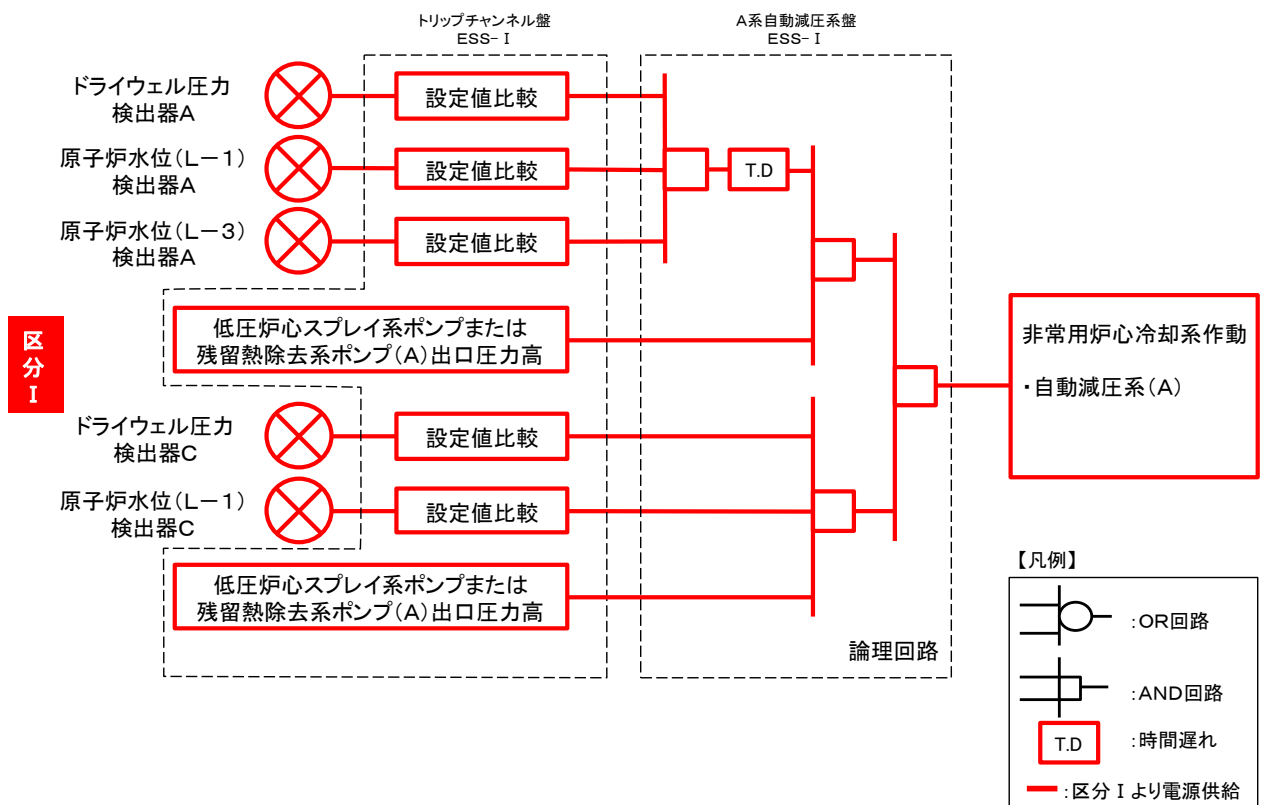 トリップチャンネル盤
ESS-Ⅰ
A系自動減圧系盤
ESS-Ⅰ
ドライウェル圧力
検出器A
設定値比較
原子炉水位(L-1)
検出器A
設定値比較
T.D
原子炉水位(L-3)
検出器A
設定値比較
低圧炉心スプレイ系ポンプまたは
残留熱除去系ポンプ(A)出口圧力高
区
分
Ⅰ
非常用炉心冷却系作動
・自動減圧系(A)
ドライウェル圧力
検出器C
設定値比較
原子炉水位(L-1)
検出器C
設定値比較
低圧炉心スプレイ系ポンプまたは
残留熱除去系ポンプ(A)出口圧力高
論理回路
【凡例】
:OR回路
:AND回路
T.D
:時間遅れ
:区分Ⅰより電源供給